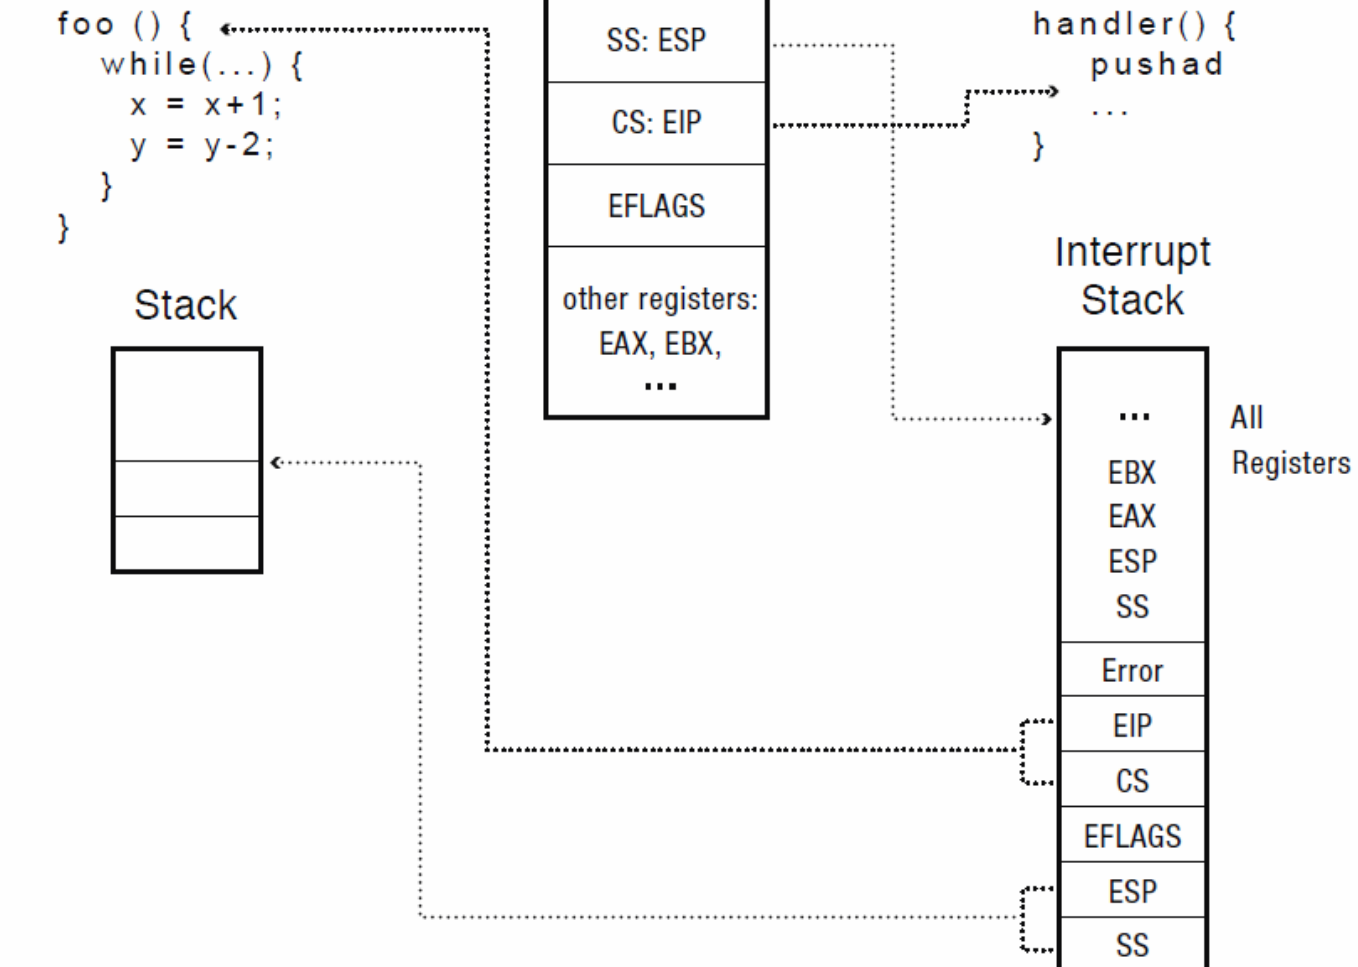 foo () {
while(...) {
x = x+1;
y = y-2;
}
}
Stack
SS: ESP
CS: EIP
EFLAGS
other registers:
EAX, EBX,
...
handler() {
pushad
...
}
Interrupt
Stack
...
EBX
EAX
ESP
SS
All
Registers
Error
EIP
CS
EFLAGS
ESP
SS